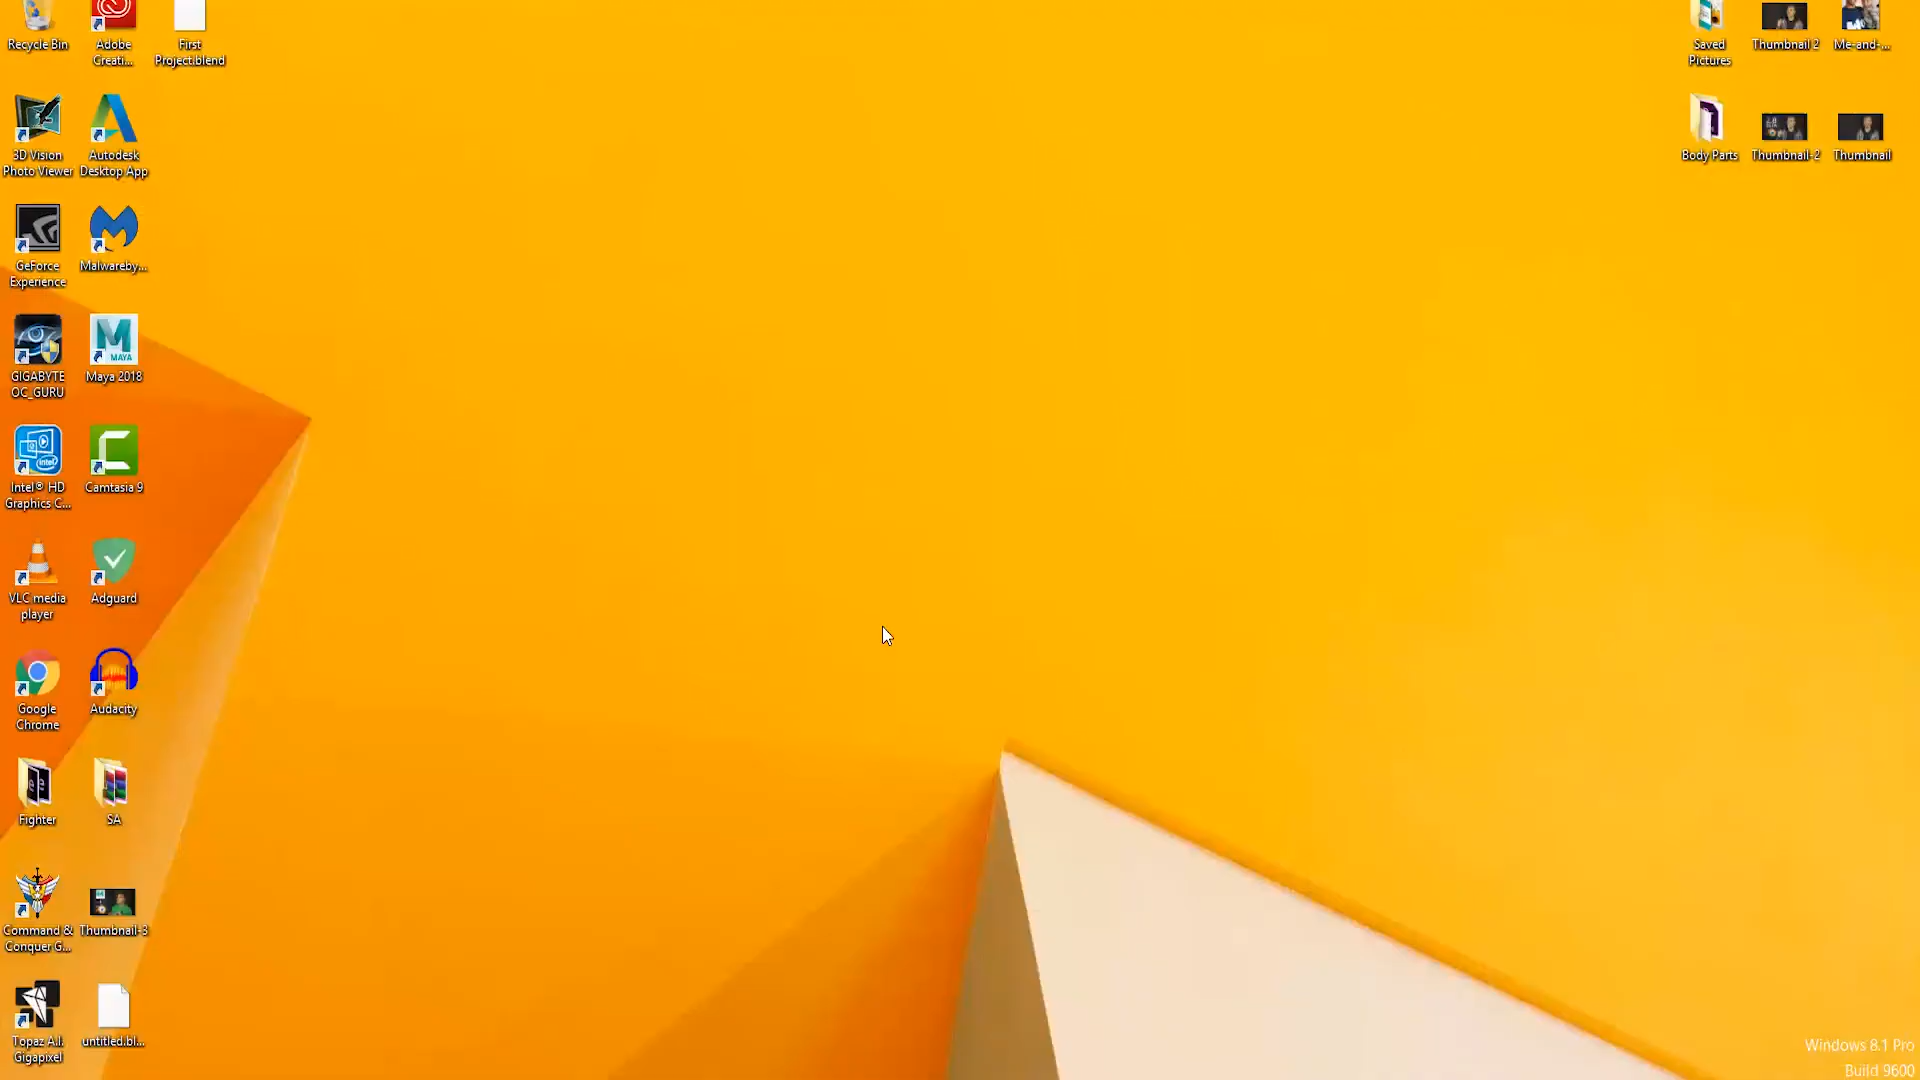 Recycle Bin
Adobe
Creati...
First
Project.blend
Saved
Pictures
Thumbnail 2
Me-and-...
3D Vision
Photo Viewer
Autodesk
Desktop App
Body Parts
Thumbnail-2
Thumbnail
GeForce
Experience
Malwareby...
GIGABYTE
OC_GURU
MAYA
Maya 2018
intel
Intel® HD
Graphics C...
Camtasia 9
VLC media
player
Adguard
Google
Chrome
Audacity
Fighter
SA
Command &
Conquer G...
Thumbnail-3
Topaz A.I.
Gigapixel
untitled.bl...
Windows 8.1 Pro
Build 9600